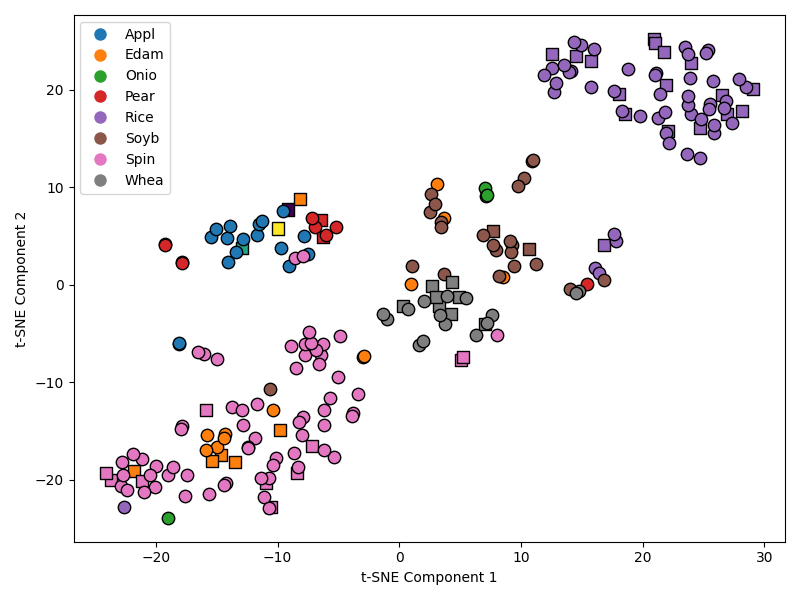 Appl
Edam
Onio
Pear
Rice
Soyb
Spin
Whea
20
10
0
−10
−20
t-SNE Component 2
−20 −10 0 10 20 30
t-SNE Component 1